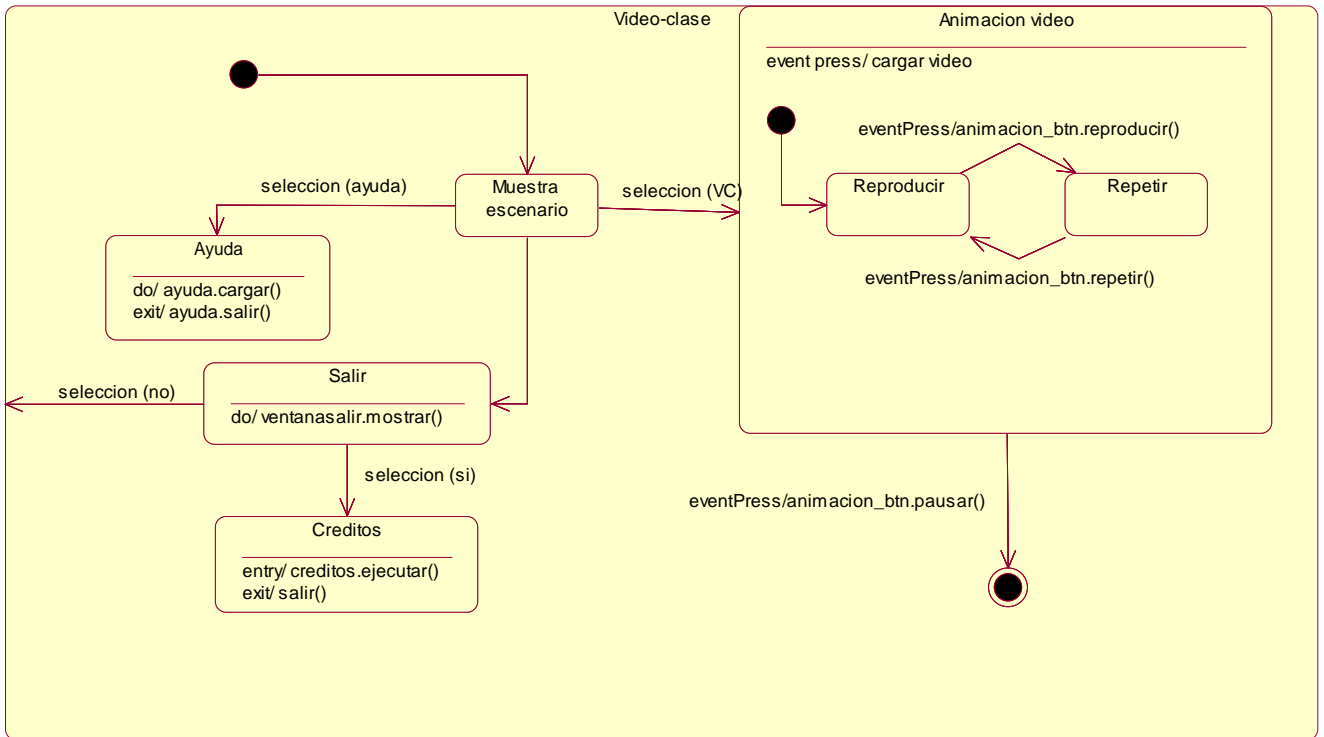 Video-clase
Animacion video
event press/ cargar video
eventPress/animacion_btn.reproducir()
Reproducir
Repetir
eventPress/animacion_btn.repetir()
seleccion (ayuda)
Muestra
escenario
seleccion (VC)
Ayuda
do/ ayuda.cargar()
exit/ ayuda.salir()
Salir
do/ ventanasalir.mostrar()
seleccion (no)
seleccion (si)
Creditos
entry/ creditos.ejecutar()
exit/ salir()
eventPress/animacion_btn.pausar()